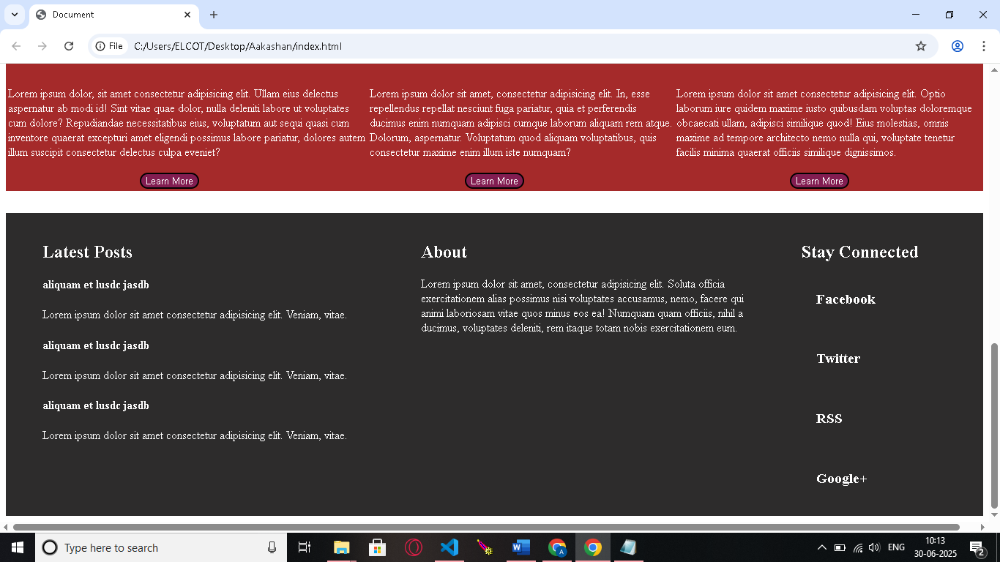 Document
File
C:/Users/ELCOT/Desktop/Aakashan/index.html
Lorem ipsum dolor, sit amet consectetur adipisicing elit. Ullam eius delectus
aspernatur ab modi id! Sint vitae quae dolor, nulla deleniti labore ut voluptates
cum dolore? Repudiandae necessitatibus eius, voluptatum aut sequi quasi cum
inventore quaerat excepturi amet eligendi possimus labore pariatur, dolores autem
illum suscipit consectetur delectus culpa eveniet?
Lorem ipsum dolor sit amet, consectetur adipisicing elit. In, esse
repellendus repellat nesciunt fuga pariatur, quia et perferendis
ducimus enim numquam adipisci cumque laborum aliquam rem atque.
Dolorum, aspernatur. Voluptatum quod aliquam voluptatibus, quis
consectetur maxime enim illum iste numquam?
Lorem ipsum dolor sit amet consectetur adipisicing elit. Optio
laborum iure quidem maxime iusto quibusdam voluptas doloremque
obcaecati ullam, adipisci similique quod! Eius molestias, omnis
maxime ad tempore architecto nemo nulla qui, voluptate tenetur
facilis minima quaerat officiis similique dignissimos.
Learn More
Learn More
Learn More
Latest Posts
aliquam et lusdc jasdb
Lorem ipsum dolor sit amet consectetur adipisicing elit. Veniam, vitae.
aliquam et lusdc jasdb
Lorem ipsum dolor sit amet consectetur adipisicing elit. Veniam, vitae.
aliquam et lusdc jasdb
Lorem ipsum dolor sit amet consectetur adipisicing elit. Veniam, vitae.
About
Lorem ipsum dolor sit amet, consectetur adipisicing elit. Soluta officia
exercitationem alias possimus nisi voluptates accusamus, nemo, facere qui
animi laboriosam vitae quos minus eos ea! Numquam quam officiis, nihil a
ducimus, voluptates deleniti, rem itaque totam nobis exercitationem eum.
Stay Connected
Facebook
Twitter
RSS
Google+
Type here to search
ENG
10:13
30-06-2025
2